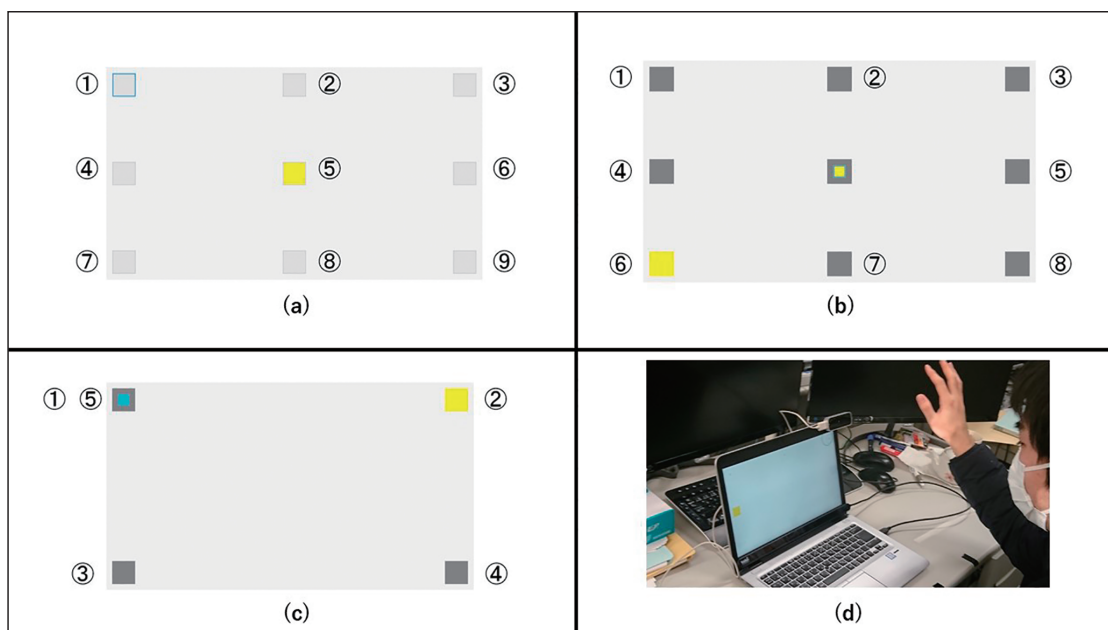 ① ② ③
④ ⑤ ⑥
⑦ ⑧ ⑨
(a)
① ② ③
④ ⑤
⑥ ⑦ ⑧
(b)
① ⑤ ②
③ ④
(c)
(d)